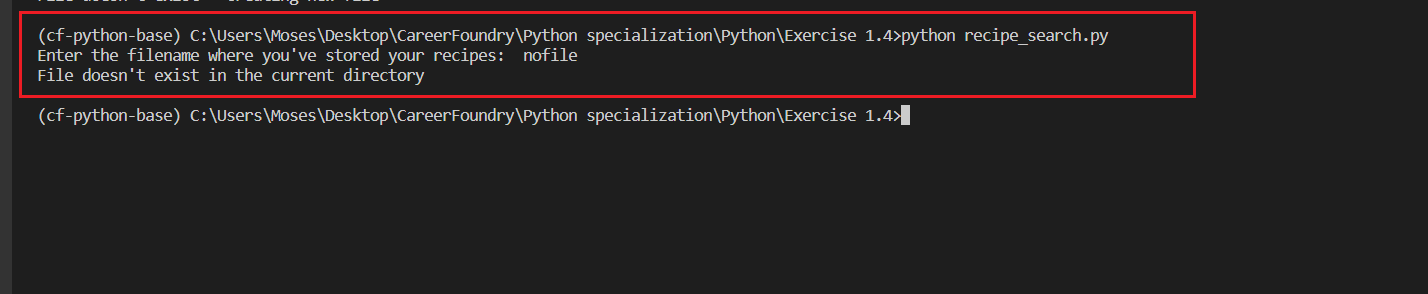 (cf-python-base) C:\Users\Moses\Desktop\CareerFoundry\Python specialization\Python\Exercise 1.4>python recipe_search.py
Enter the filename where you've stored your recipes:  nofile
File doesn't exist in the current directory
(cf-python-base) C:\Users\Moses\Desktop\CareerFoundry\Python specialization\Python\Exercise 1.4>